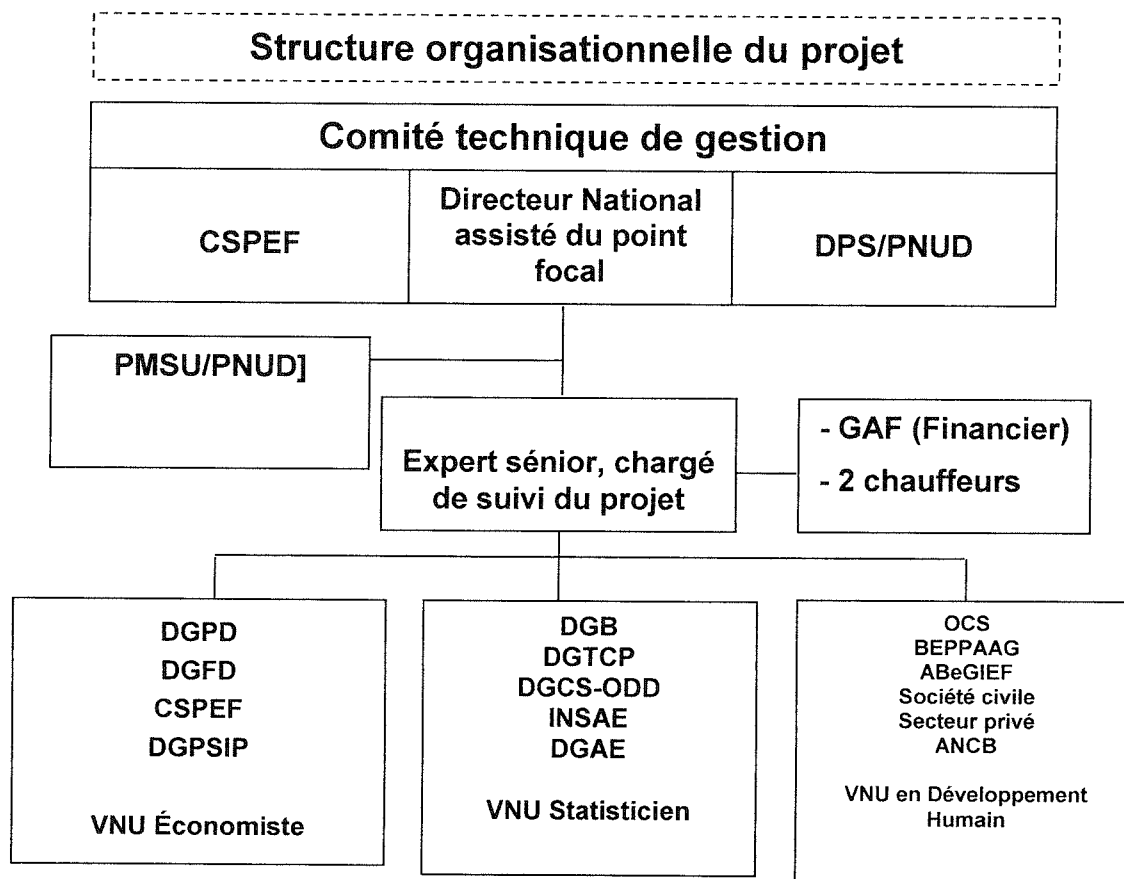 Structure organisationnelle du projet
Comité technique de gestion
CSPEF
Directeur National
assisté du point
focal
DPS/PNUD
PMSU/PNUD]
Expert sénior, chargé
de suivi du projet
- GAF (Financier)
- 2 chauffeurs
DGPD
DGFD
CSPEF
DGPSIP
VNU Économiste
DGB
DGTCP
DGCS-ODD
INSAE
DGAE
VNU Statisticien
OCS
BEPPAAG
ABeGIEF
Société civile
Secteur privé
ANCB
VNU en Développement
Humain